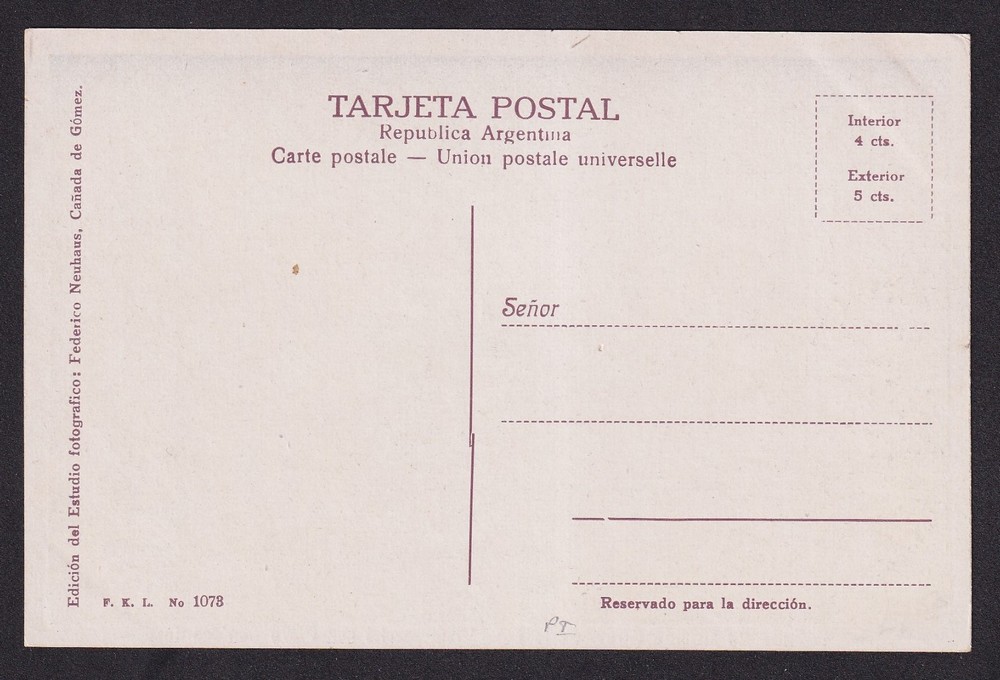 TARJETA POSTAL
Republica Argentina
Carte postale — Union postale universelle
Interior
4 cts.
Exterior
5 cts.
Señor
Reservado para la dirección.
Edición del Estudio fotografico: Federico Neuhaus, Cañada de Gómez.
F. K. L. No 1073
PT